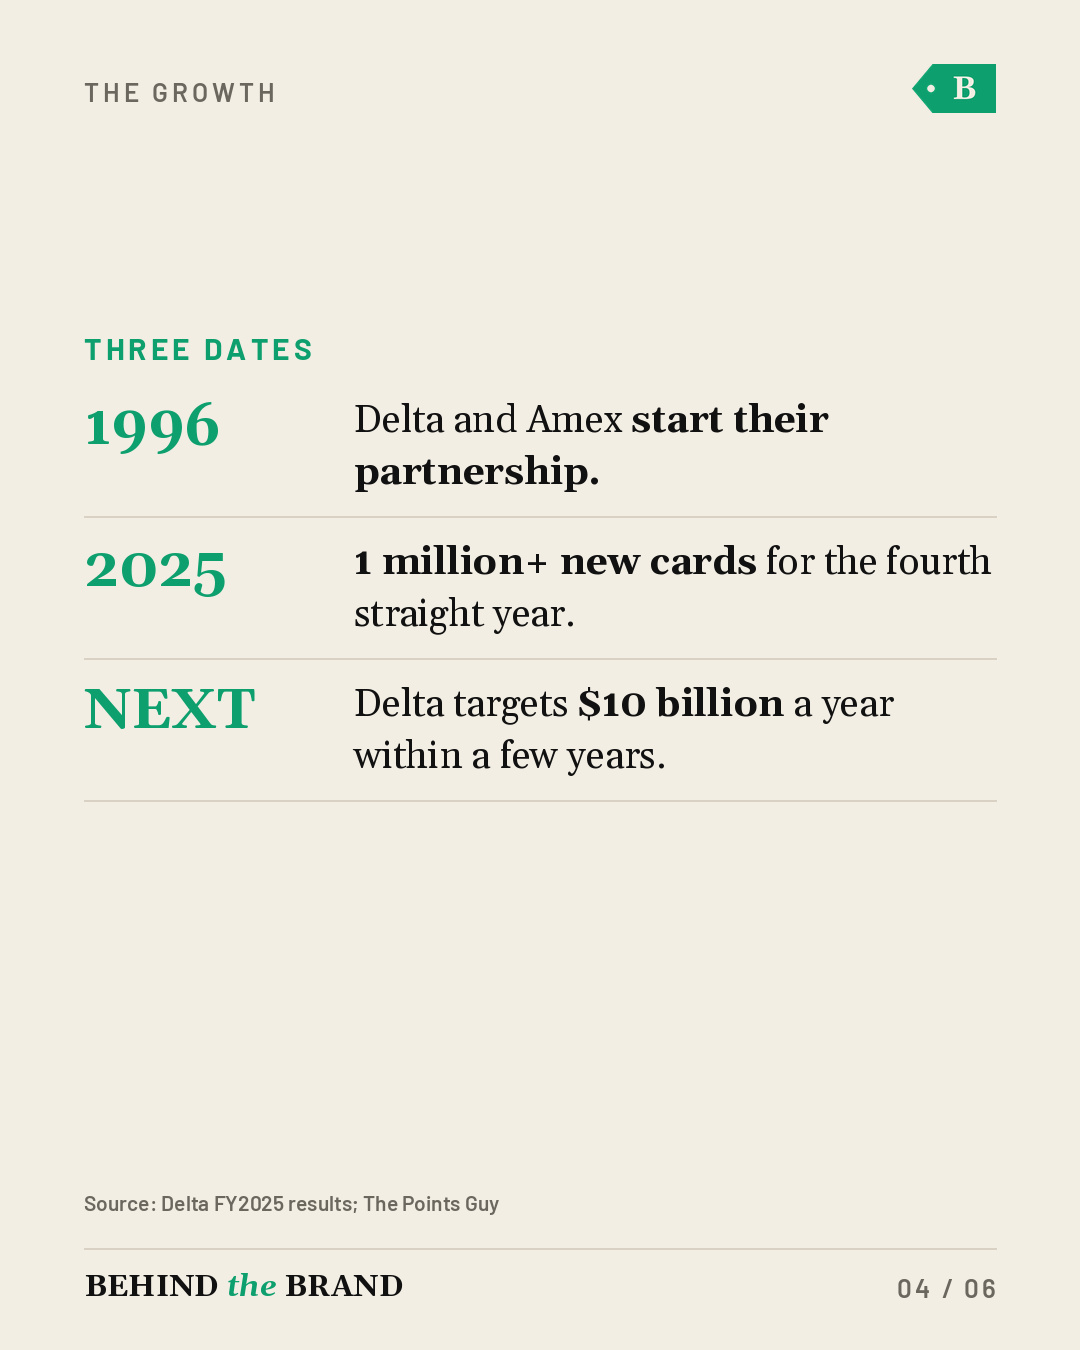 THE GROWTH
B
THREE DATES
1996
Delta and Amex start their
partnership.
2025
1 million+ new cards for the fourth
straight year.
NEXT
Delta targets $10 billion a year
within a few years.
Source: Delta FY2025 results; The Points Guy
BEHIND the BRAND
04 / 06